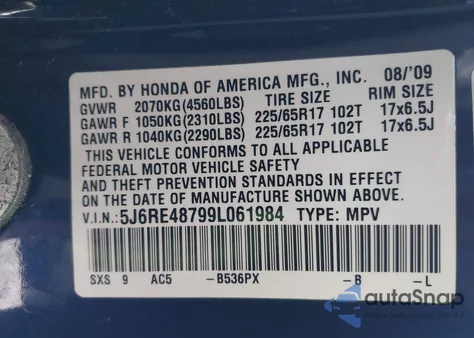 MFD. BY HONDA OF AMERICA MFG., INC. 08/'09
GVWR 2070KG(4560LBS) TIRE SIZE RIM SIZE
GAWR F 1050KG(2310LBS) 225/65R17 102T 17x6.5J
GAWR R 1040KG(2290LBS) 225/65R17 102T 17x6.5J
THIS VEHICLE CONFORMS TO ALL APPLICABLE
FEDERAL MOTOR VEHICLE SAFETY
AND THEFT PREVENTION STANDARDS IN EFFECT
ON THE DATE OF MANUFACTURE SHOWN ABOVE.
V.I.N.: 5J6RE48799L061984 TYPE: MPV
SXS 9 AC5 -B536PX -B -L
autoSnap